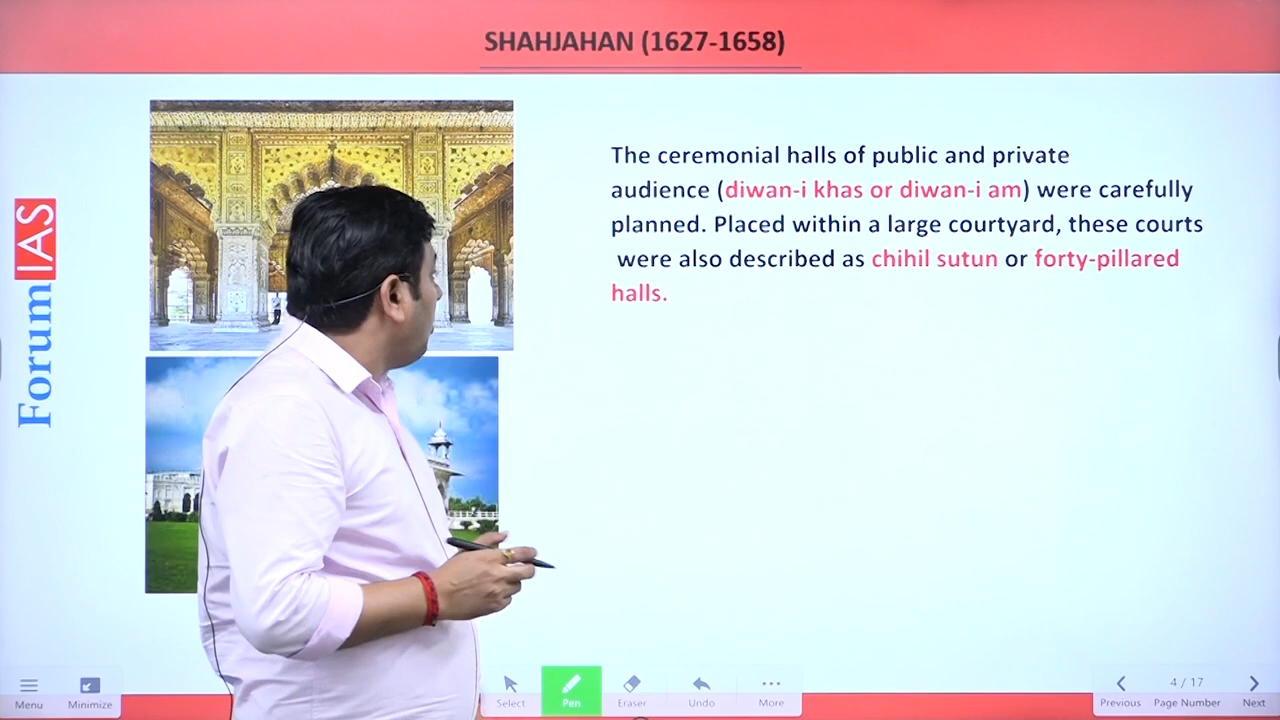 SHAHJAHAN (1627-1658)
The ceremonial halls of public and private
audience (diwan-i khas or diwan-i am) were carefully
planned. Placed within a large courtyard, these courts
were also described as chihil sutun or forty-pillared
halls.
ForumIAS
Menu
Minimize
Select
Pen
Eraser
Undo
More
Previous
4 / 17
Page Number
Next